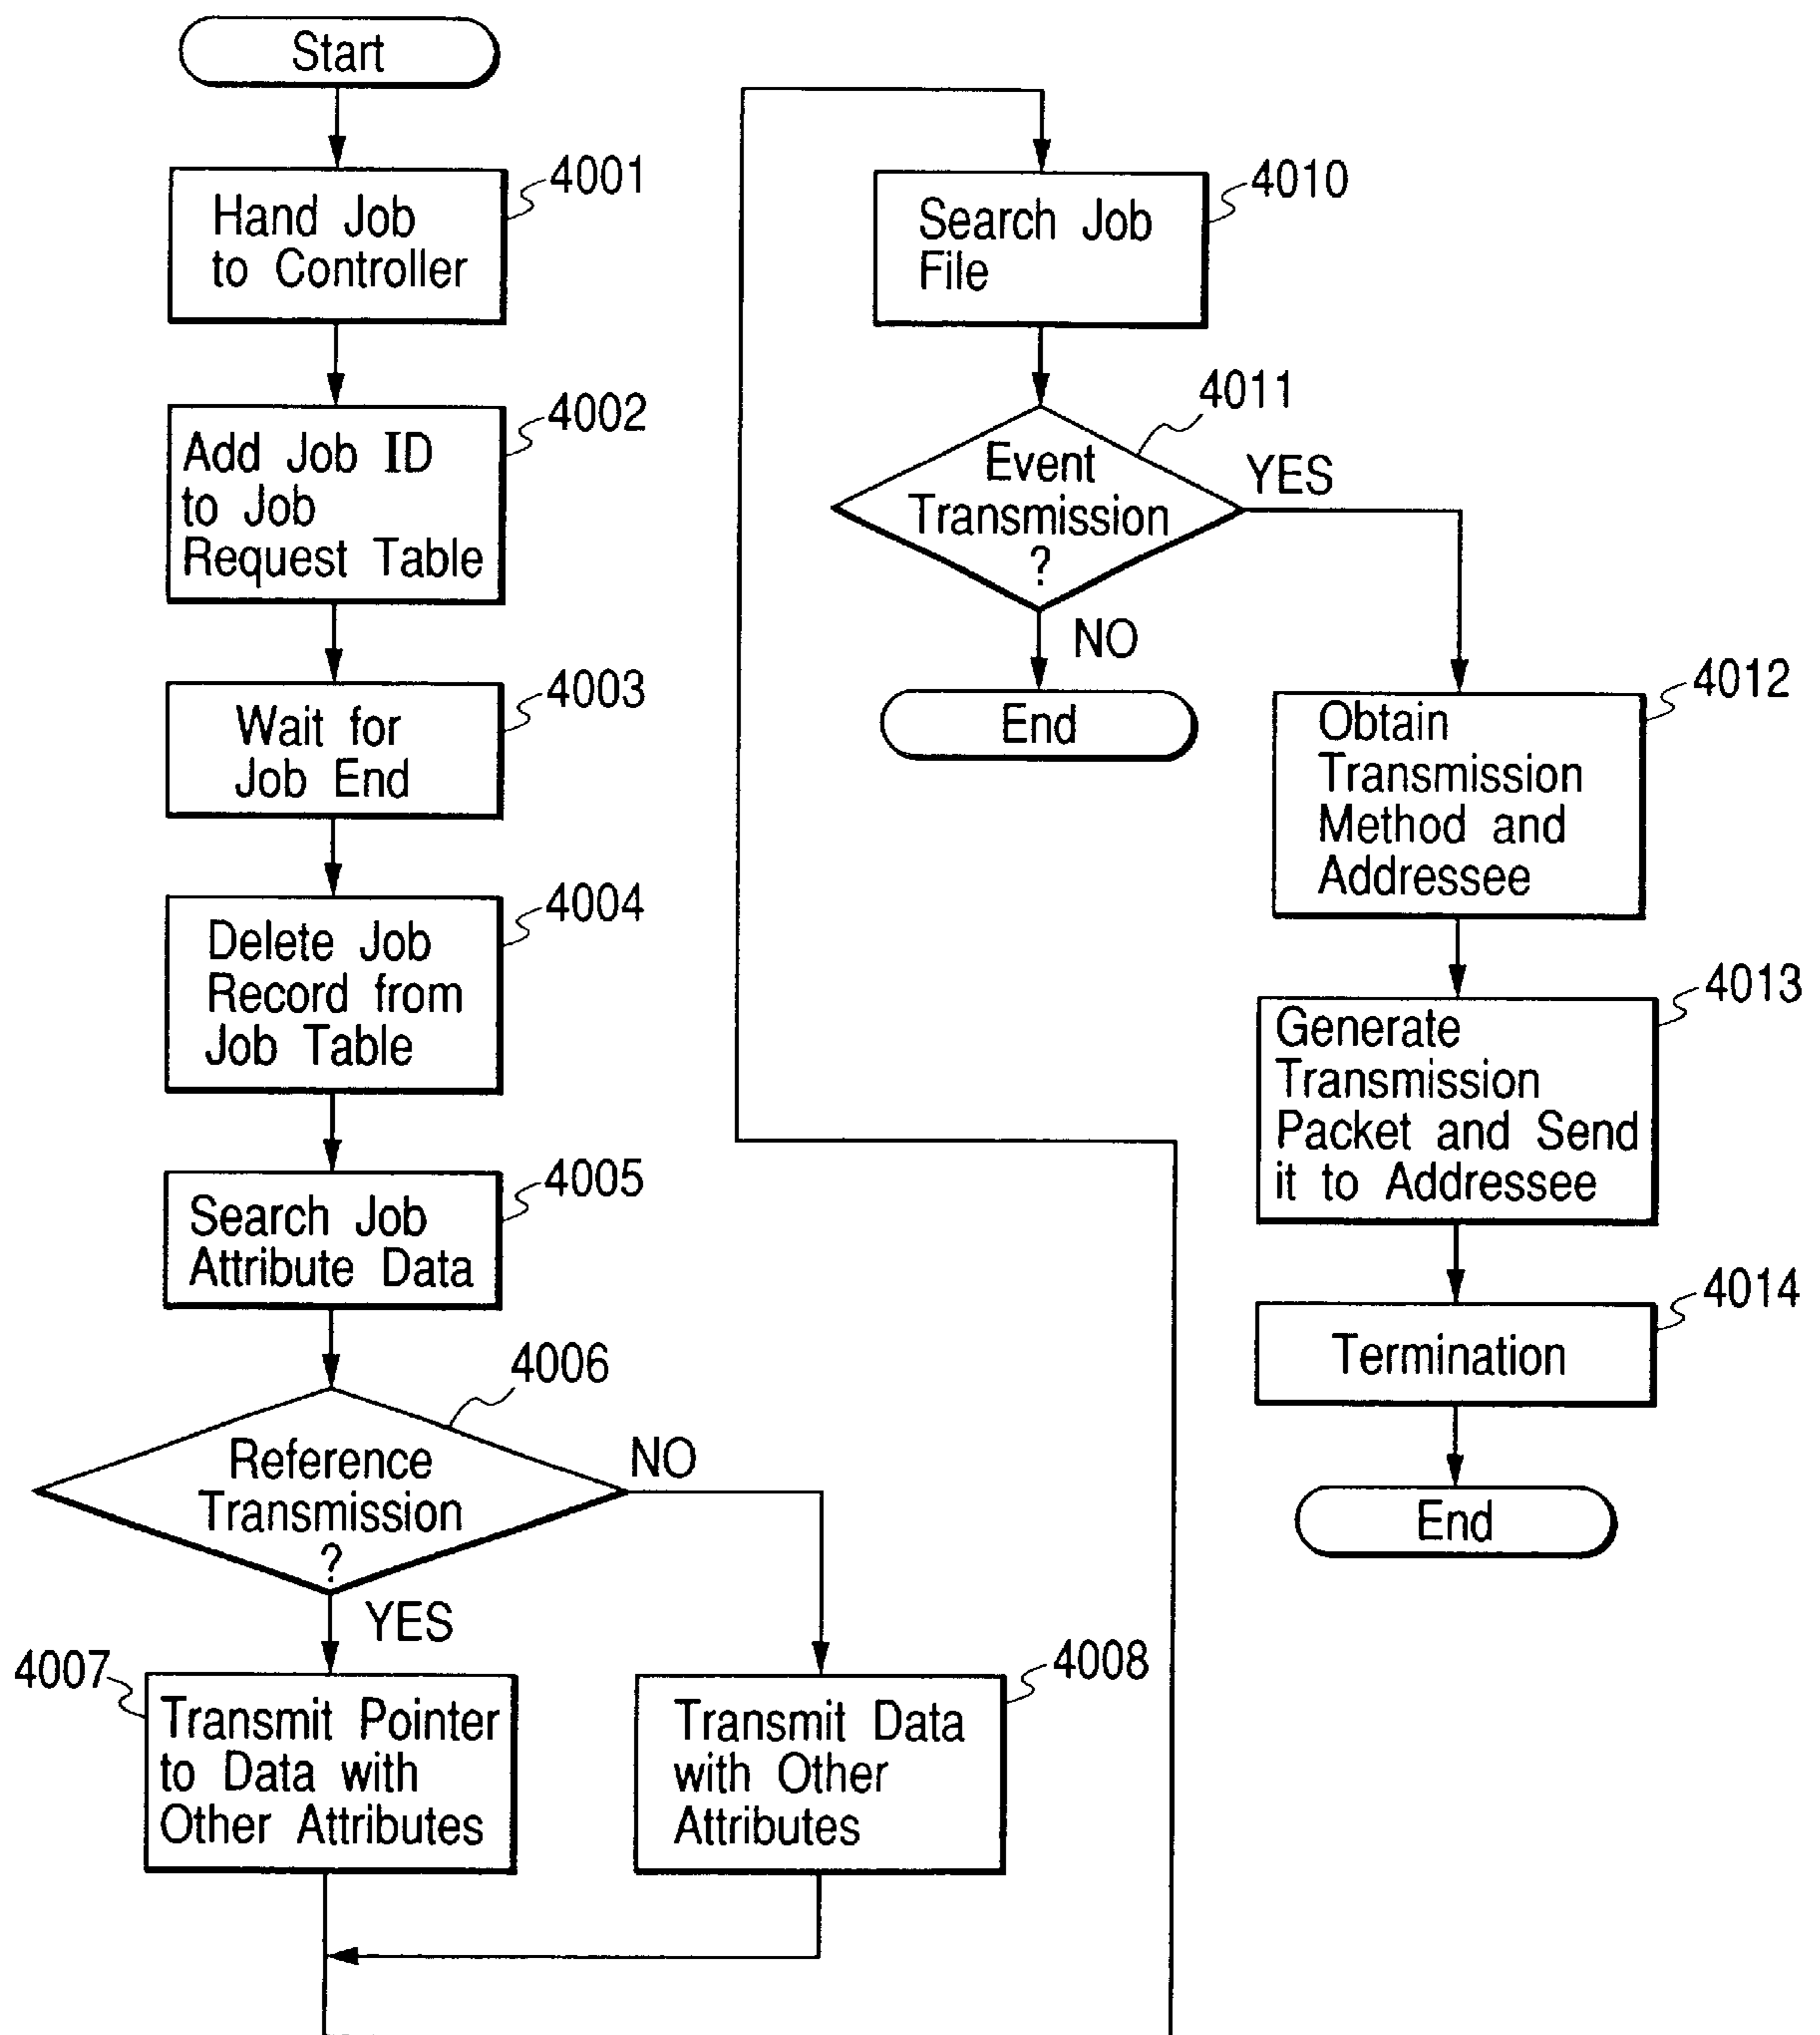 Start
4001
Hand Job
to Controller
4002
Add Job ID
to Job
Request Table
4003
Wait for
Job End
4004
Delete Job
Record from
Job Table
4005
Search Job
Attribute Data
4006
Reference
Transmission
?
NO
YES
4007
Transmit Pointer
to Data with
Other Attributes
4008
Transmit Data
with Other
Attributes
4010
Search Job
File
4011
Event
Transmission
?
YES
NO
End
4012
Obtain
Transmission
Method and
Addressee
4013
Generate
Transmission
Packet and Send
it to Addressee
4014
Termination
End